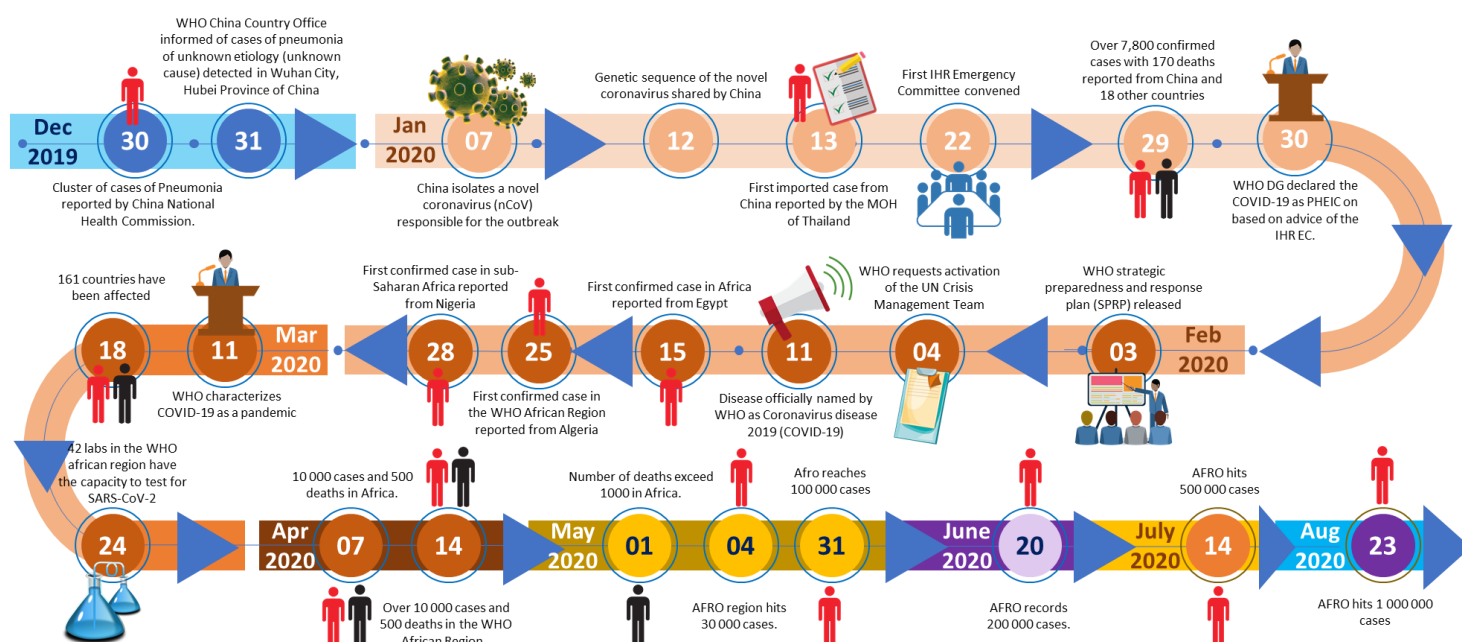 WHO China Country Office
informed of cases of pneumonia
of unknown etiology (unknown
cause) detected in Wuhan City,
Hubei Province of China
Genetic sequence of the novel
coronavirus shared by China
First IHR Emergency
Committee convened
Over 7,800 confirmed
cases with 170 deaths
reported from China and
18 other countries
Dec
2019
30
31
Jan
2020
07
12
13
22
29
30
Cluster of cases of Pneumonia
reported by China National
Health Commission.
China isolates a novel
coronavirus (nCoV)
responsible for the outbreak
First imported case from
China reported by the MOH
of Thailand
WHO DG declared the
COVID-19 as PHEIC on
based on advice of the
IHR EC.
161 countries have
been affected
First confirmed case in sub-
Saharan Africa reported
from Nigeria
First confirmed case in Africa
reported from Egypt
WHO requests activation
of the UN Crisis
Management Team
WHO strategic
preparedness and response
plan (SPRP) released
18
11
Mar
2020
28
25
15
11
04
03
Feb
2020
WHO characterizes
COVID-19 as a pandemic
First confirmed case in
the WHO African Region
reported from Algeria
Disease officially named by
WHO as Coronavirus disease
2019 (COVID-19)
42 labs in the WHO
african region have
the capacity to test for
SARS-CoV-2
10 000 cases and 500
deaths in Africa.
Number of deaths exceed
1000 in Africa.
Afro reaches
100 000 cases
AFRO hits
500 000 cases
24
Apr
2020
07
14
May
2020
01
04
31
June
2020
20
July
2020
14
Aug
2020
23
Over 10 000 cases and
500 deaths in the WHO
African Region
AFRO region hits
30 000 cases.
AFRO records
200 000 cases.
AFRO hits 1 000 000
cases